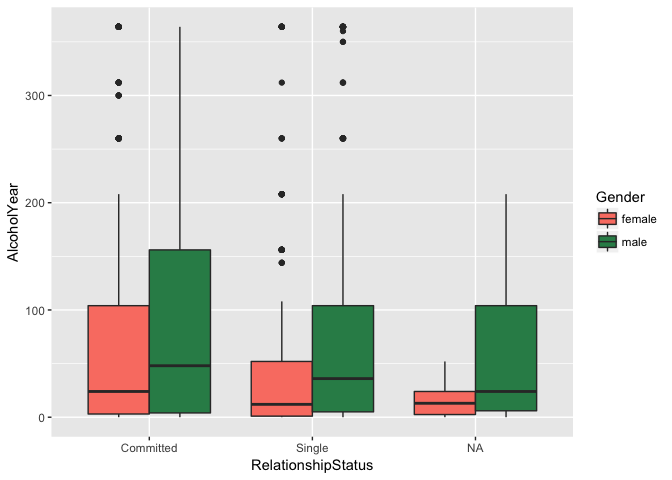 AlcoholYear
300
200
100
0
Committed
Single
NA
RelationshipStatus
Gender
female
male